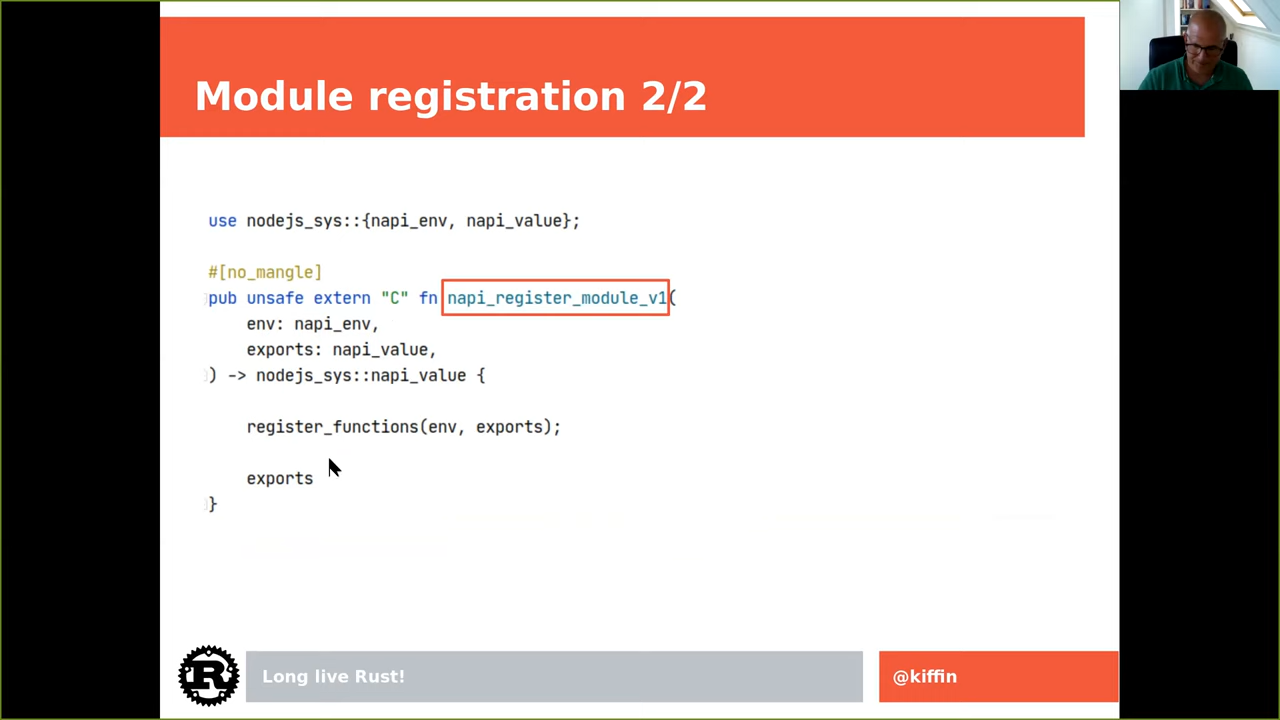 Module registration 2/2
use nodejs_sys::{napi_env, napi_value};
#[no_mangle]
pub unsafe extern "C" fn napi_register_module_v1(
env: napi_env,
exports: napi_value,
) -> nodejs_sys::napi_value {
register_functions(env, exports);
exports
}
R
Long live Rust!
@kiffin